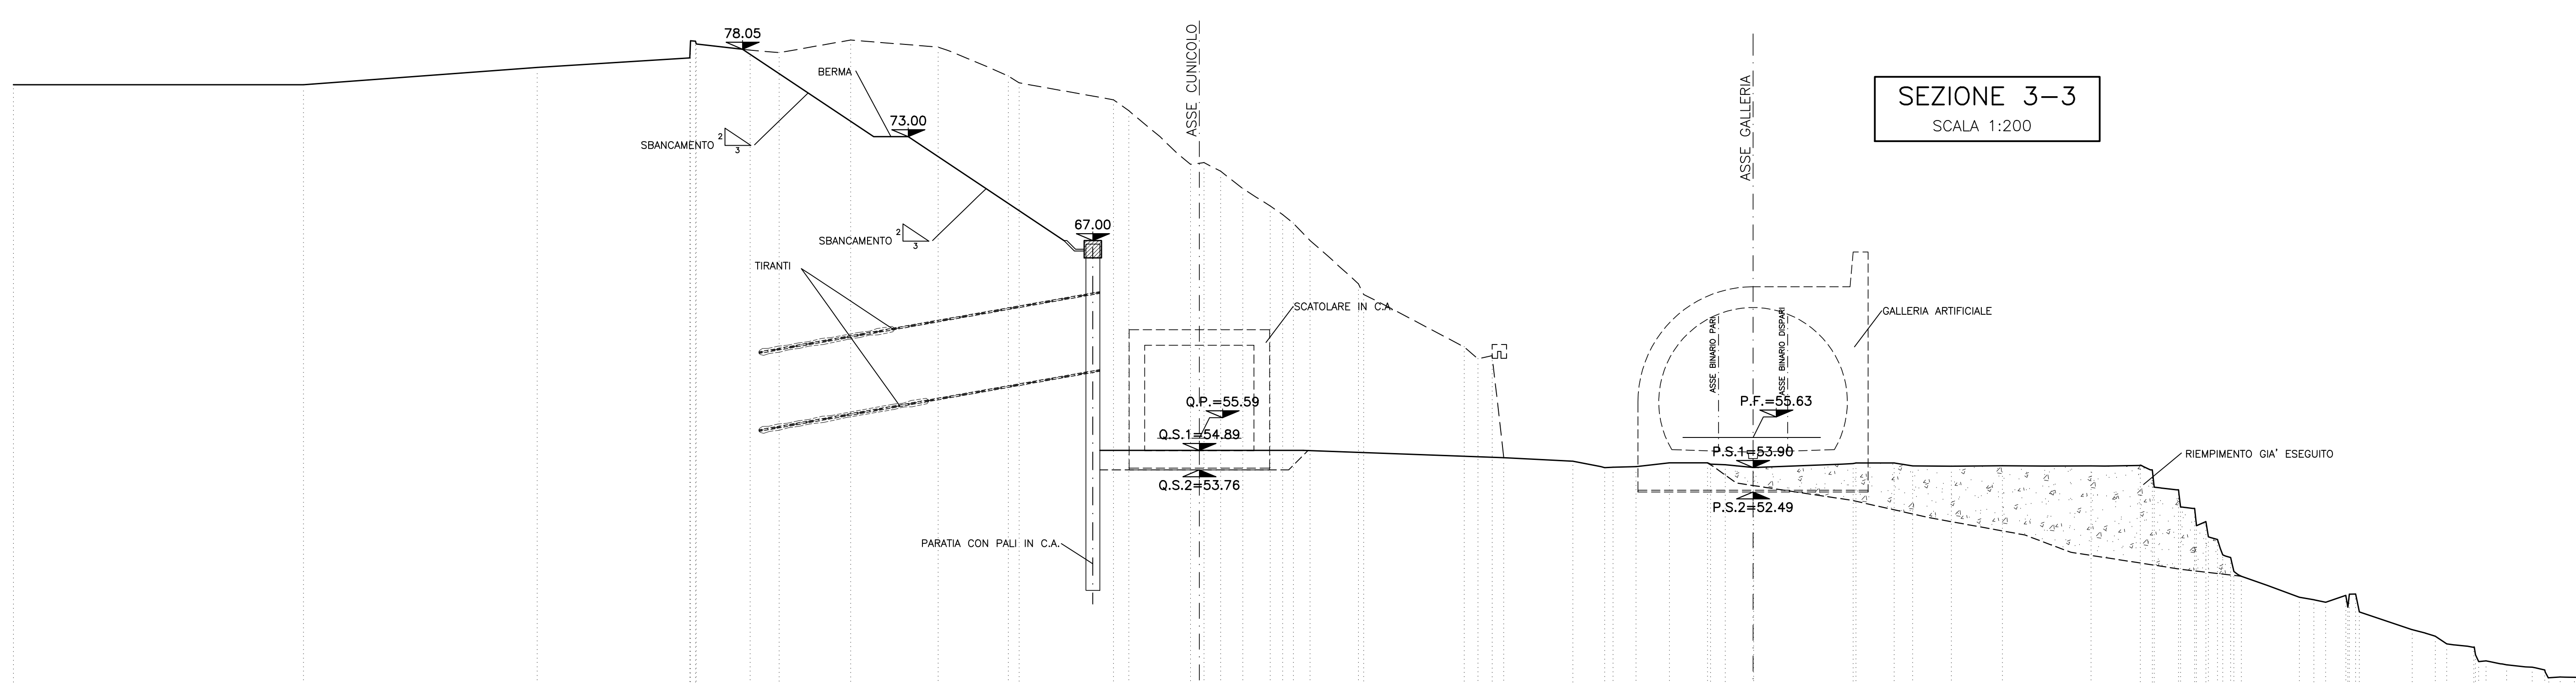 78.05
BERMA
73.00
SBANCAMENTO
2
3
SBANCAMENTO
2
3
67.00
TIRANTI
ASSE CUNICOLO
SCATOLARE IN C.A.
Q.P.=55.59
Q.S.1=54.89
Q.S.2=53.76
PARATIA CON PALI IN C.A.
ASSE GALLERIA
SEZIONE 3-3
SCALA 1:200
GALLERIA ARTIFICIALE
ASSE BINARIO PARI
ASSE BINARIO DISPARI
P.F.=55.63
P.S.1=53.90
P.S.2=52.49
RIEMPIMENTO GIA' ESEGUITO